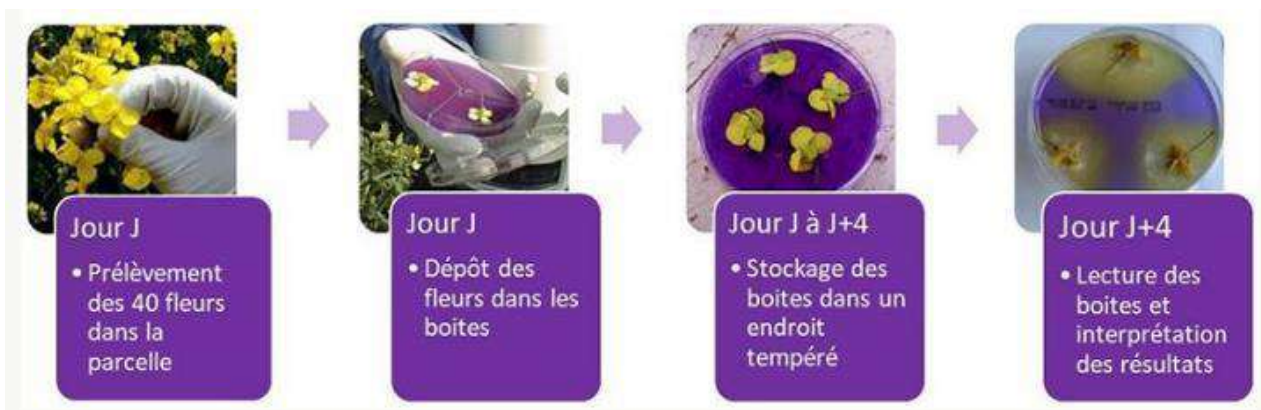 Jour J
• Prélèvement
des 40 fleurs
dans la
parcelle
Jour J
• Dépôt des
fleurs dans les
boites
Jour J à J+4
• Stockage des
boites dans un
endroit
tempéré
Jour J+4
• Lecture des
boites et
interprétation
des résultats